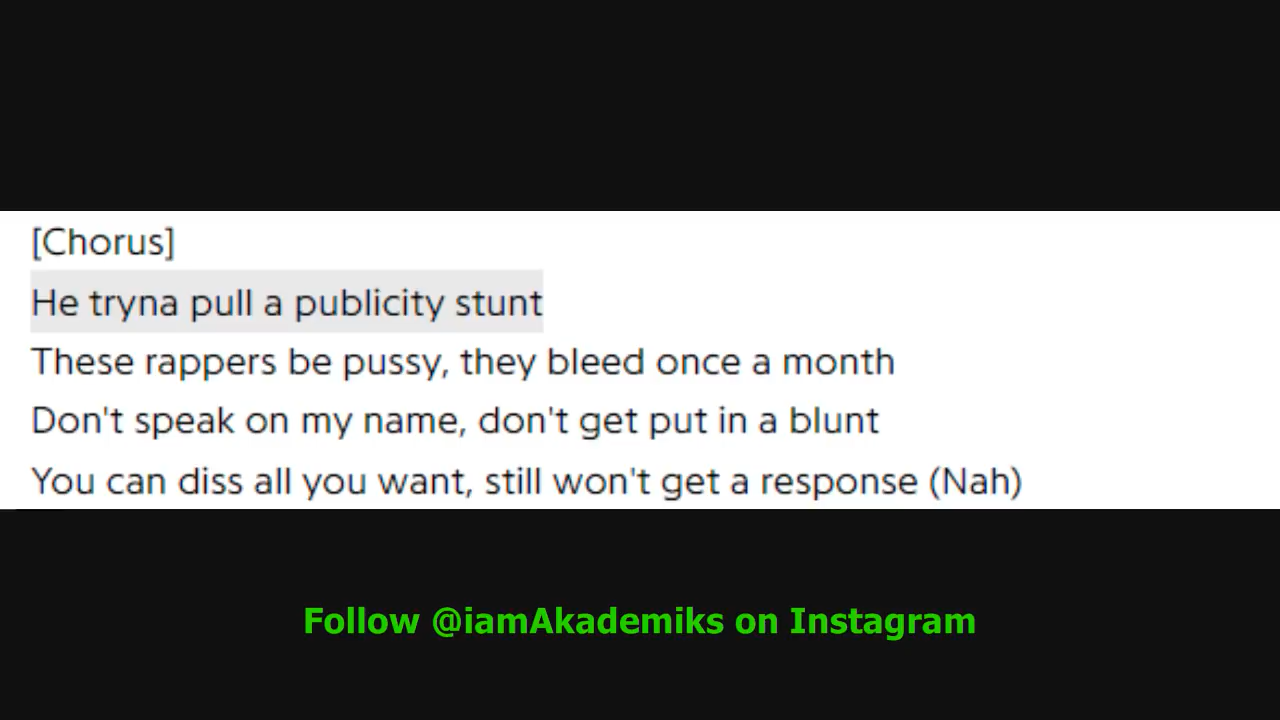 [Chorus]
He tryna pull a publicity stunt
These rappers be pussy, they bleed once a month
Don't speak on my name, don't get put in a blunt
You can diss all you want, still won't get a response (Nah)
Follow @iamAkademiks on Instagram